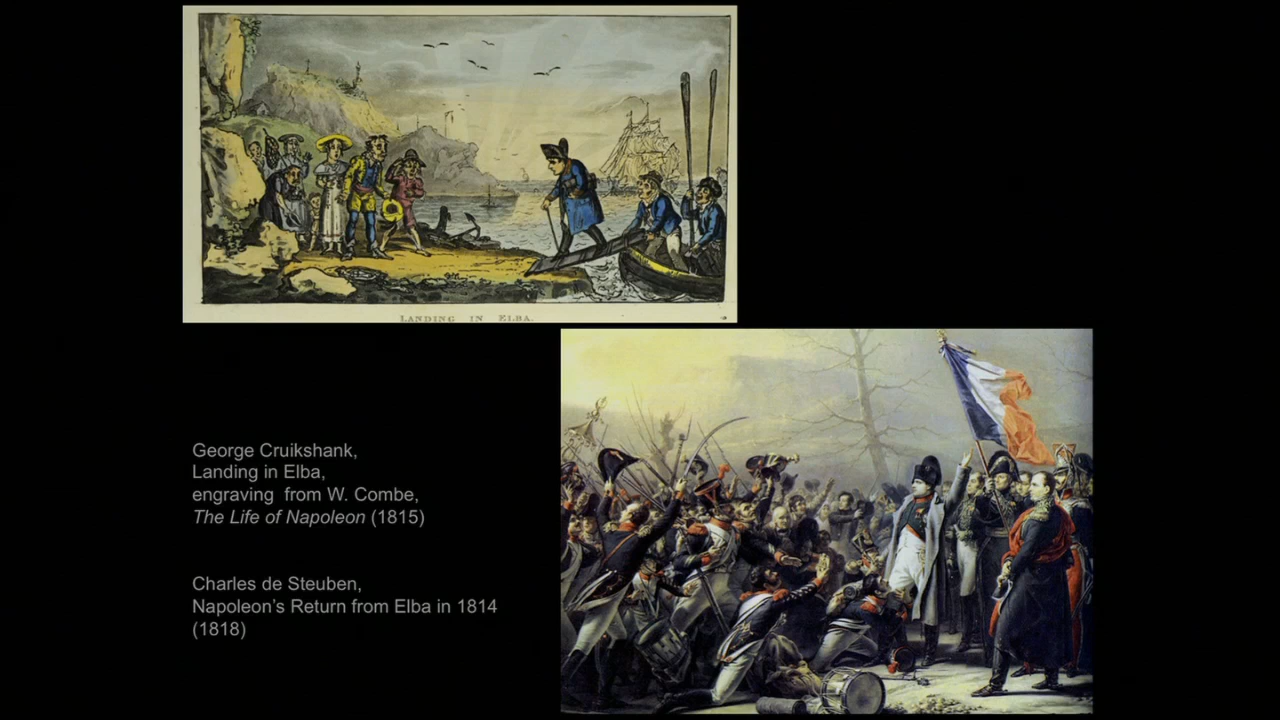 LANDING IN ELBA.
George Cruikshank,
Landing in Elba,
engraving from W. Combe,
The Life of Napoleon (1815)
Charles de Steuben,
Napoleon's Return from Elba in 1814
(1818)